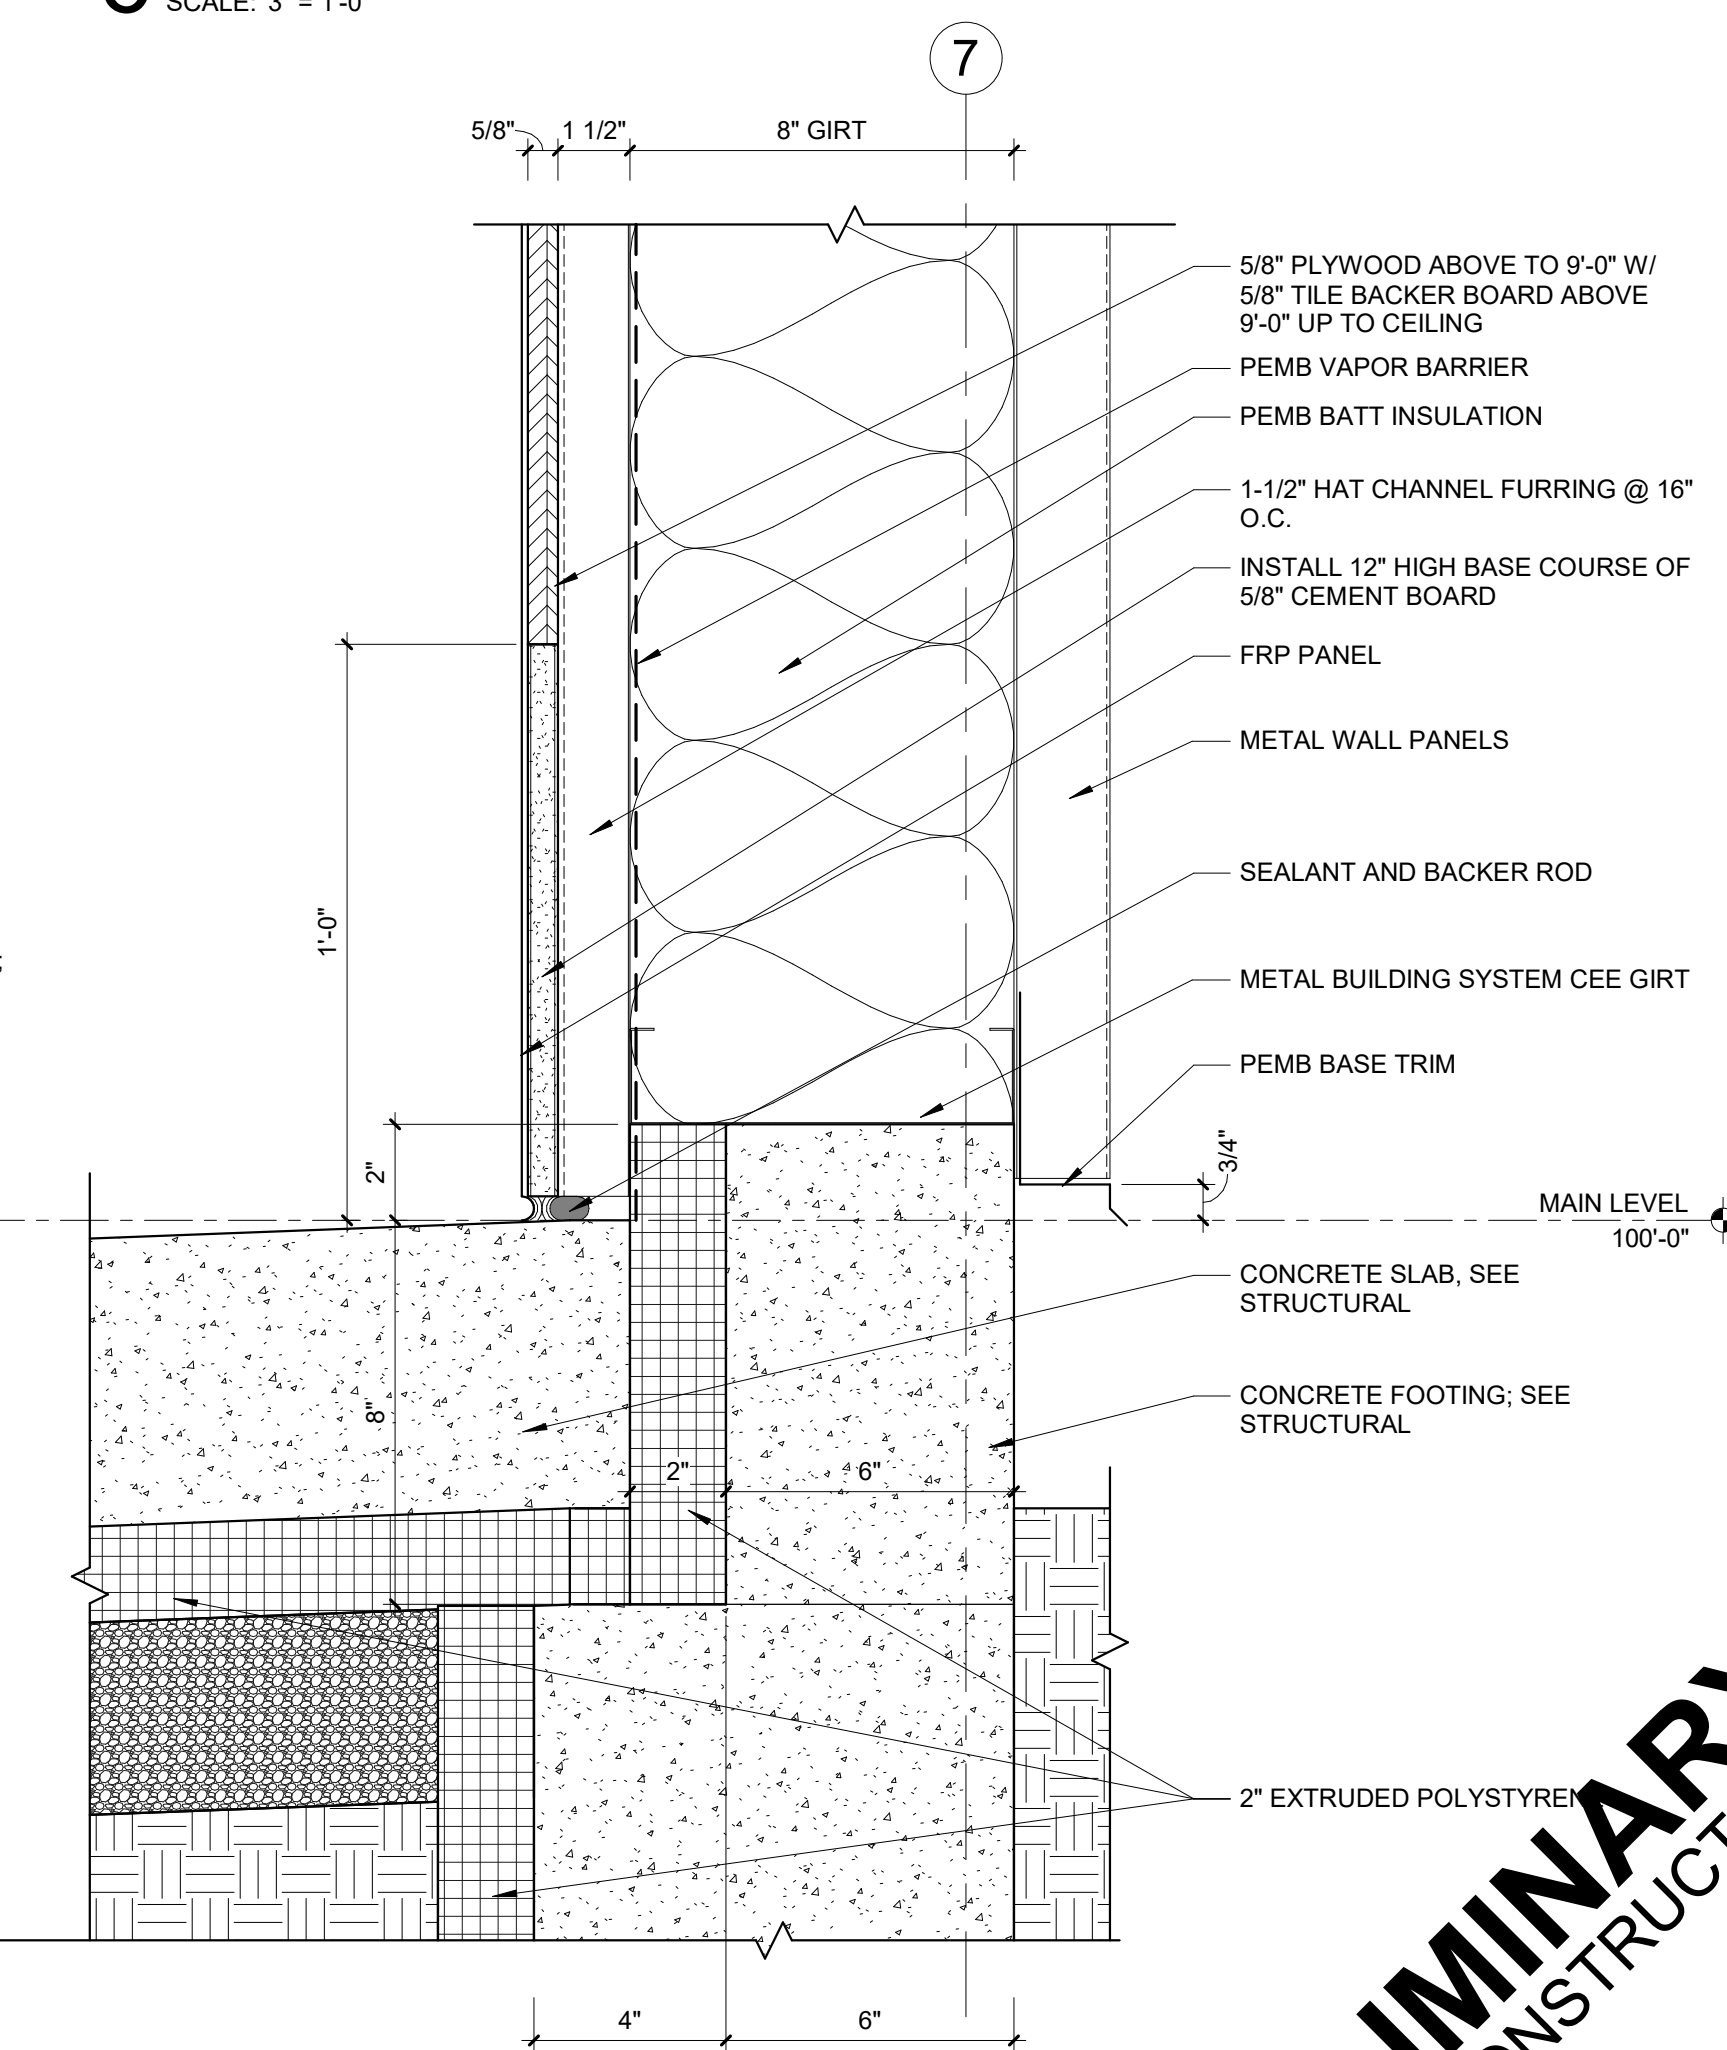 SCALE: 3" = 1'-0"
7
5/8"
1 1/2"
8" GIRT
5/8" PLYWOOD ABOVE TO 9'-0" W/
5/8" TILE BACKER BOARD ABOVE
9'-0" UP TO CEILING
PEMB VAPOR BARRIER
PEMB BATT INSULATION
1-1/2" HAT CHANNEL FURRING @ 16"
O.C.
INSTALL 12" HIGH BASE COURSE OF
5/8" CEMENT BOARD
FRP PANEL
METAL WALL PANELS
SEALANT AND BACKER ROD
1'-0"
METAL BUILDING SYSTEM CEE GIRT
PEMB BASE TRIM
2"
3/4"
MAIN LEVEL
100'-0"
CONCRETE SLAB, SEE
STRUCTURAL
8"
CONCRETE FOOTING; SEE
STRUCTURAL
2"
6"
2" EXTRUDED POLYSTYREN
4"
6"
IMINARY
ONSTRUCT